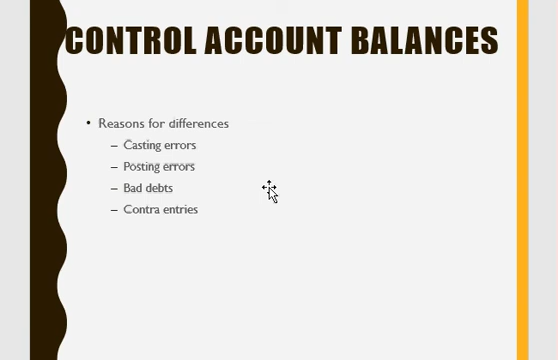 CONTROL ACCOUNT BALANCES
• Reasons for differences
– Casting errors
– Posting errors
– Bad debts
– Contra entries